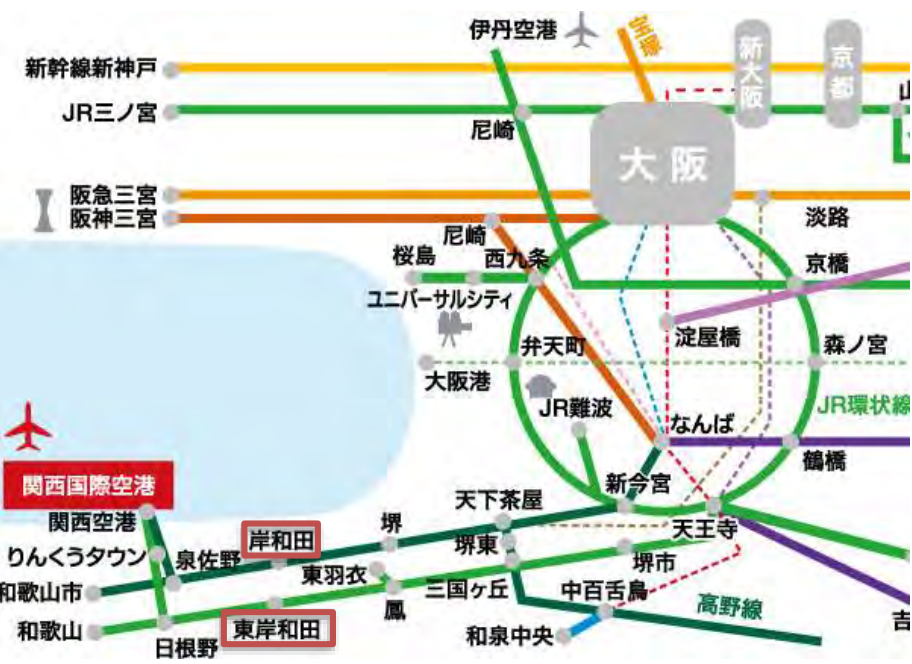 伊丹空港
宝塚
新大阪
京都
新幹線新神戸
JR三ノ宮
尼崎
大阪
阪急三宮
阪神三宮
淡路
尼崎
桜島
西九条
京橋
ユニバーサルシティ
淀屋橋
弁天町
森ノ宮
大阪港
JR難波
JR環状線
なんば
鶴橋
関西国際空港
新今宮
天下茶屋
関西空港
堺
天王寺
岸和田
堺東
りんくうタウン
泉佐野
東羽衣
堺市
和歌山市
三国ヶ丘
中百舌鳥
鳳
高野線
和歌山
東岸和田
和泉中央
日根野